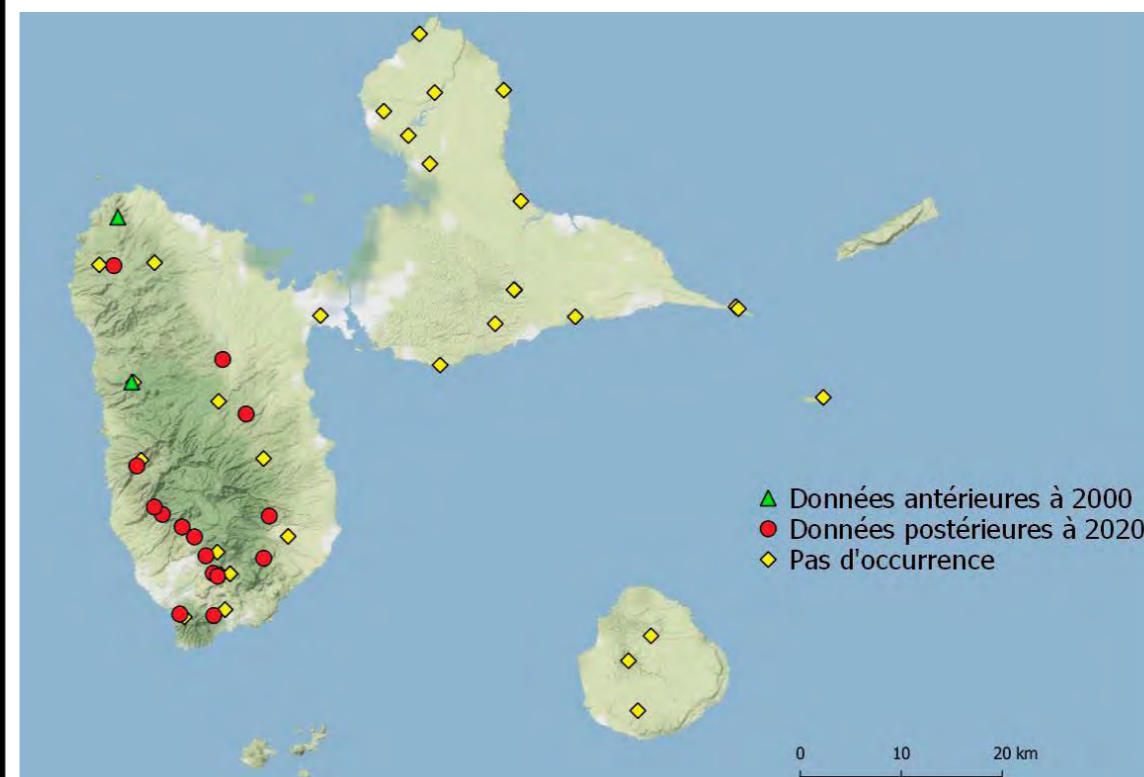 Données antérieures à 2000
Données postérieures à 2020
Pas d'occurrence
0 10 20 km